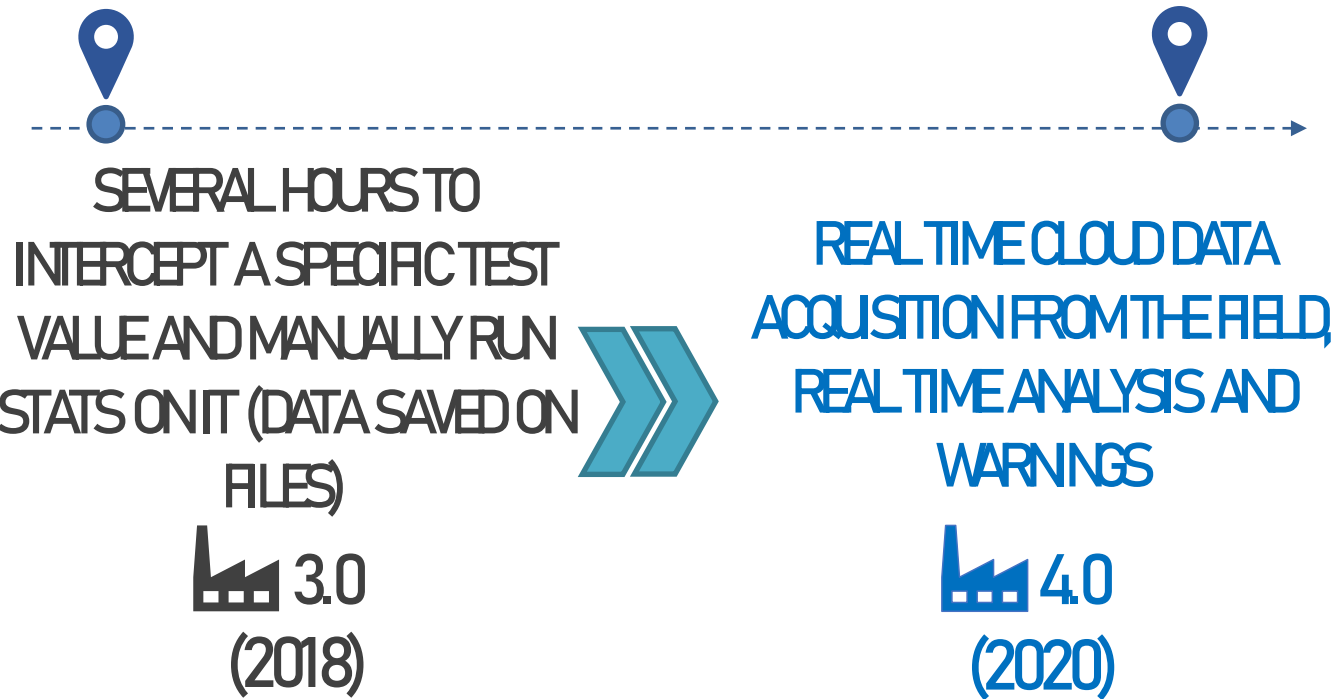 SEVERAL HOURS TO
INTERCEPT A SPECIFIC TEST
VALUE AND MANUALLY RUN
STATS ON IT (DATA SAVED ON
FILES)
3.0
(2018)
REAL TIME CLOUD DATA
ACQUISITION FROM THE FIELD,
REAL TIME ANALYSIS AND
WARNINGS
4.0
(2020)